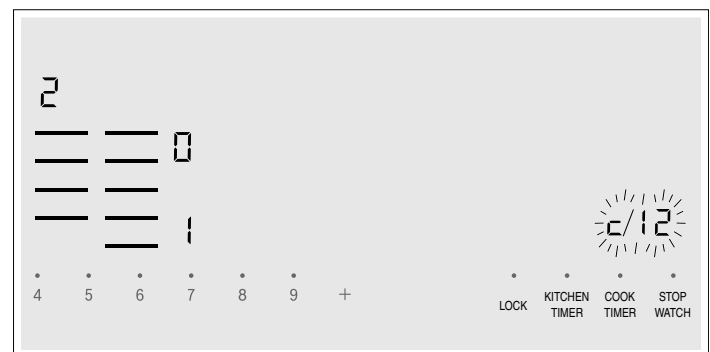 2
0
c/12
1
4 5 6 7 8 9 +
LOCK KITCHEN TIMER COOK TIMER STOP WATCH